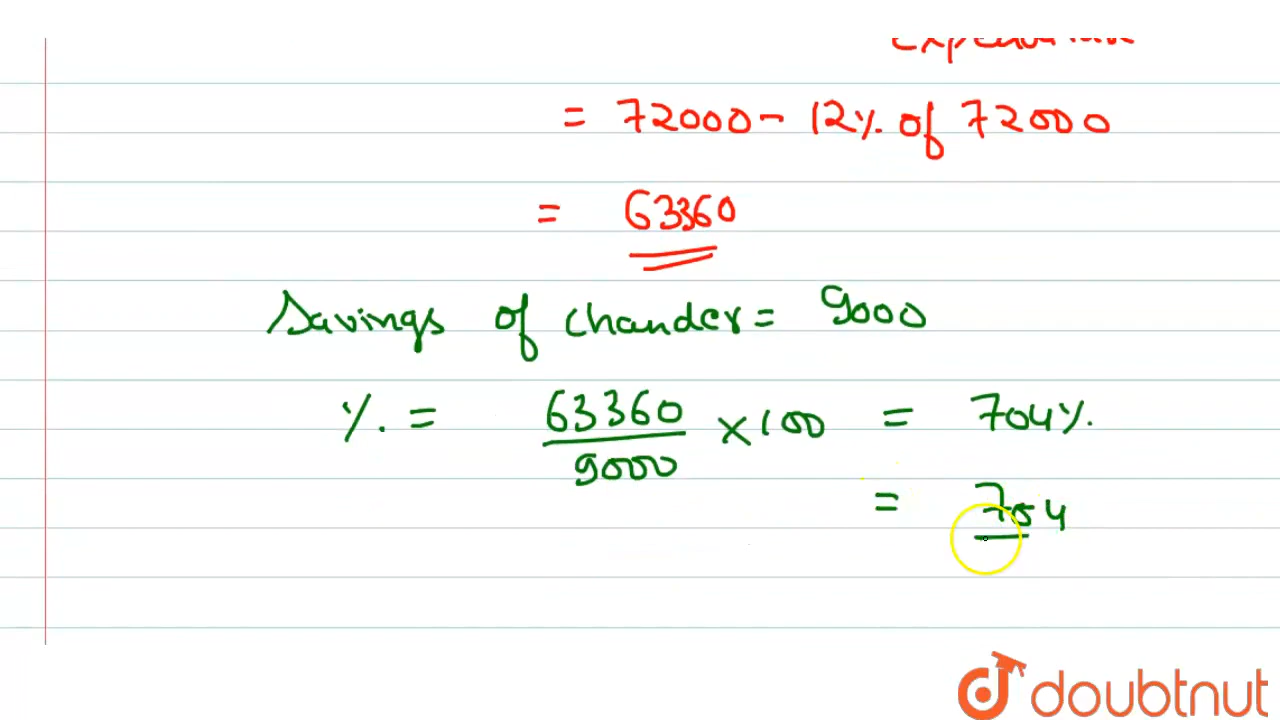 = 72000 - 12% of 72000
= 63360
Savings of chander = 9000
% = 63360/9000 × 100 = 704%.
= 704
doubtnut